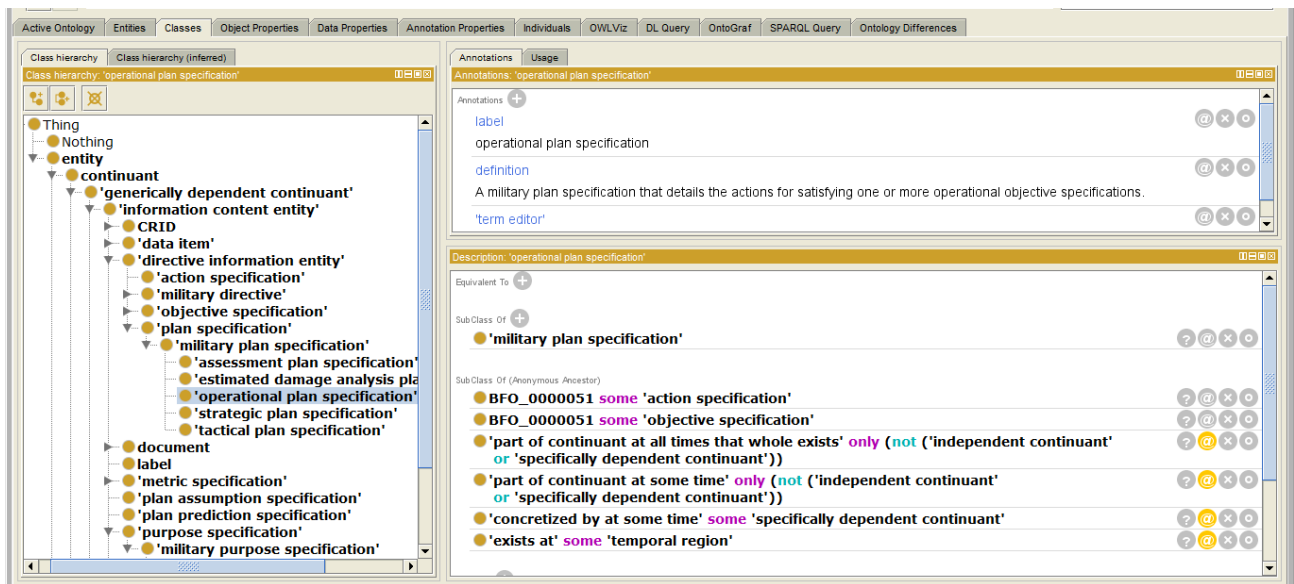 Active Ontology Entities Classes Object Properties Data Properties Annotation Properties Individuals OWLViz DL Query OntoGraf SPARQL Query Ontology Differences
Class hierarchy Class hierarchy (inferred)
Class hierarchy: 'operational plan specification'
Thing
Nothing
entity
continuant
'generically dependent continuant'
'information content entity'
CRID
'data item'
'directive information entity'
'action specification'
'military directive'
'objective specification'
'plan specification'
'military plan specification'
'assessment plan specification'
'estimated damage analysis pla
'operational plan specification'
'strategic plan specification'
'tactical plan specification'
document
label
'metric specification'
'plan assumption specification'
'plan prediction specification'
'purpose specification'
'military purpose specification'
Annotations Usage
Annotations: 'operational plan specification'
Annotations
label
operational plan specification
definition
A military plan specification that details the actions for satisfying one or more operational objective specifications.
'term editor'
Description: 'operational plan specification'
Equivalent To
SubClass Of
'military plan specification'
SubClass Of (Anonymous Ancestor)
BFO_0000051 some 'action specification'
BFO_0000051 some 'objective specification'
'part of continuant at all times that whole exists' only (not ('independent continuant'
or 'specifically dependent continuant'))
'part of continuant at some time' only (not ('independent continuant'
or 'specifically dependent continuant'))
'concretized by at some time' some 'specifically dependent continuant'
'exists at' some 'temporal region'